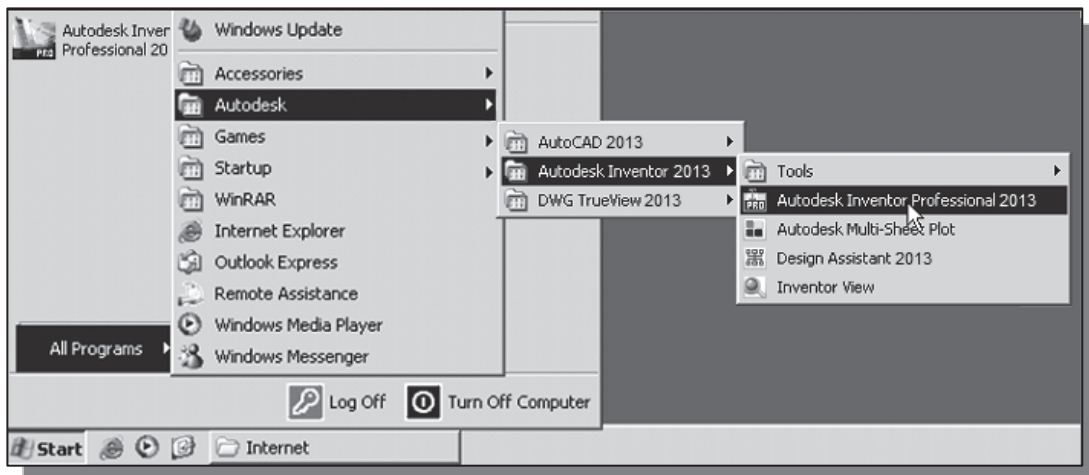 Autodesk Inver
Professional 20
Windows Update
Accessories
Autodesk
Games
Startup
WinRAR
Internet Explorer
Outlook Express
Remote Assistance
Windows Media Player
Windows Messenger
AutoCAD 2013
Autodesk Inventor 2013
DWG TrueView 2013
Tools
PRO Autodesk Inventor Professional 2013
Autodesk Multi-Sheet Plot
Design Assistant 2013
Inventor View
All Programs
Log Off
Turn Off Computer
Start
Internet